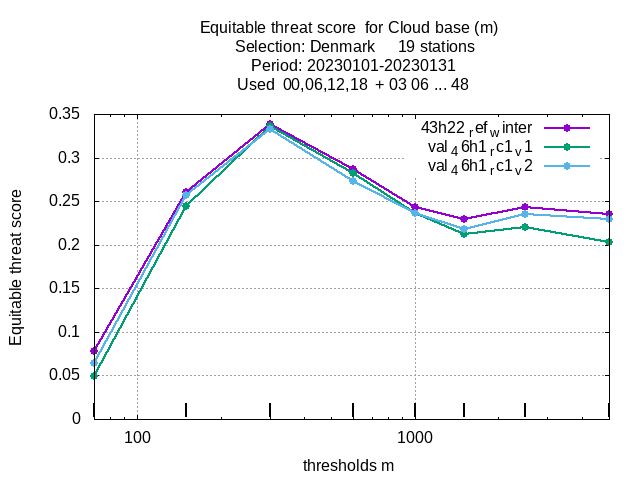 Equitable threat score  for Cloud base (m)
Selection: Denmark     19 stations
Period: 20230101-20230131
Used  00,06,12,18  + 03 06 ... 48
0.35
0.3
0.25
0.2
0.15
0.1
0.05
0
Equitable threat score
43h22_ref_winter
val_46h1_rc1_v1
val_46h1_rc1_v2
100
1000
thresholds m